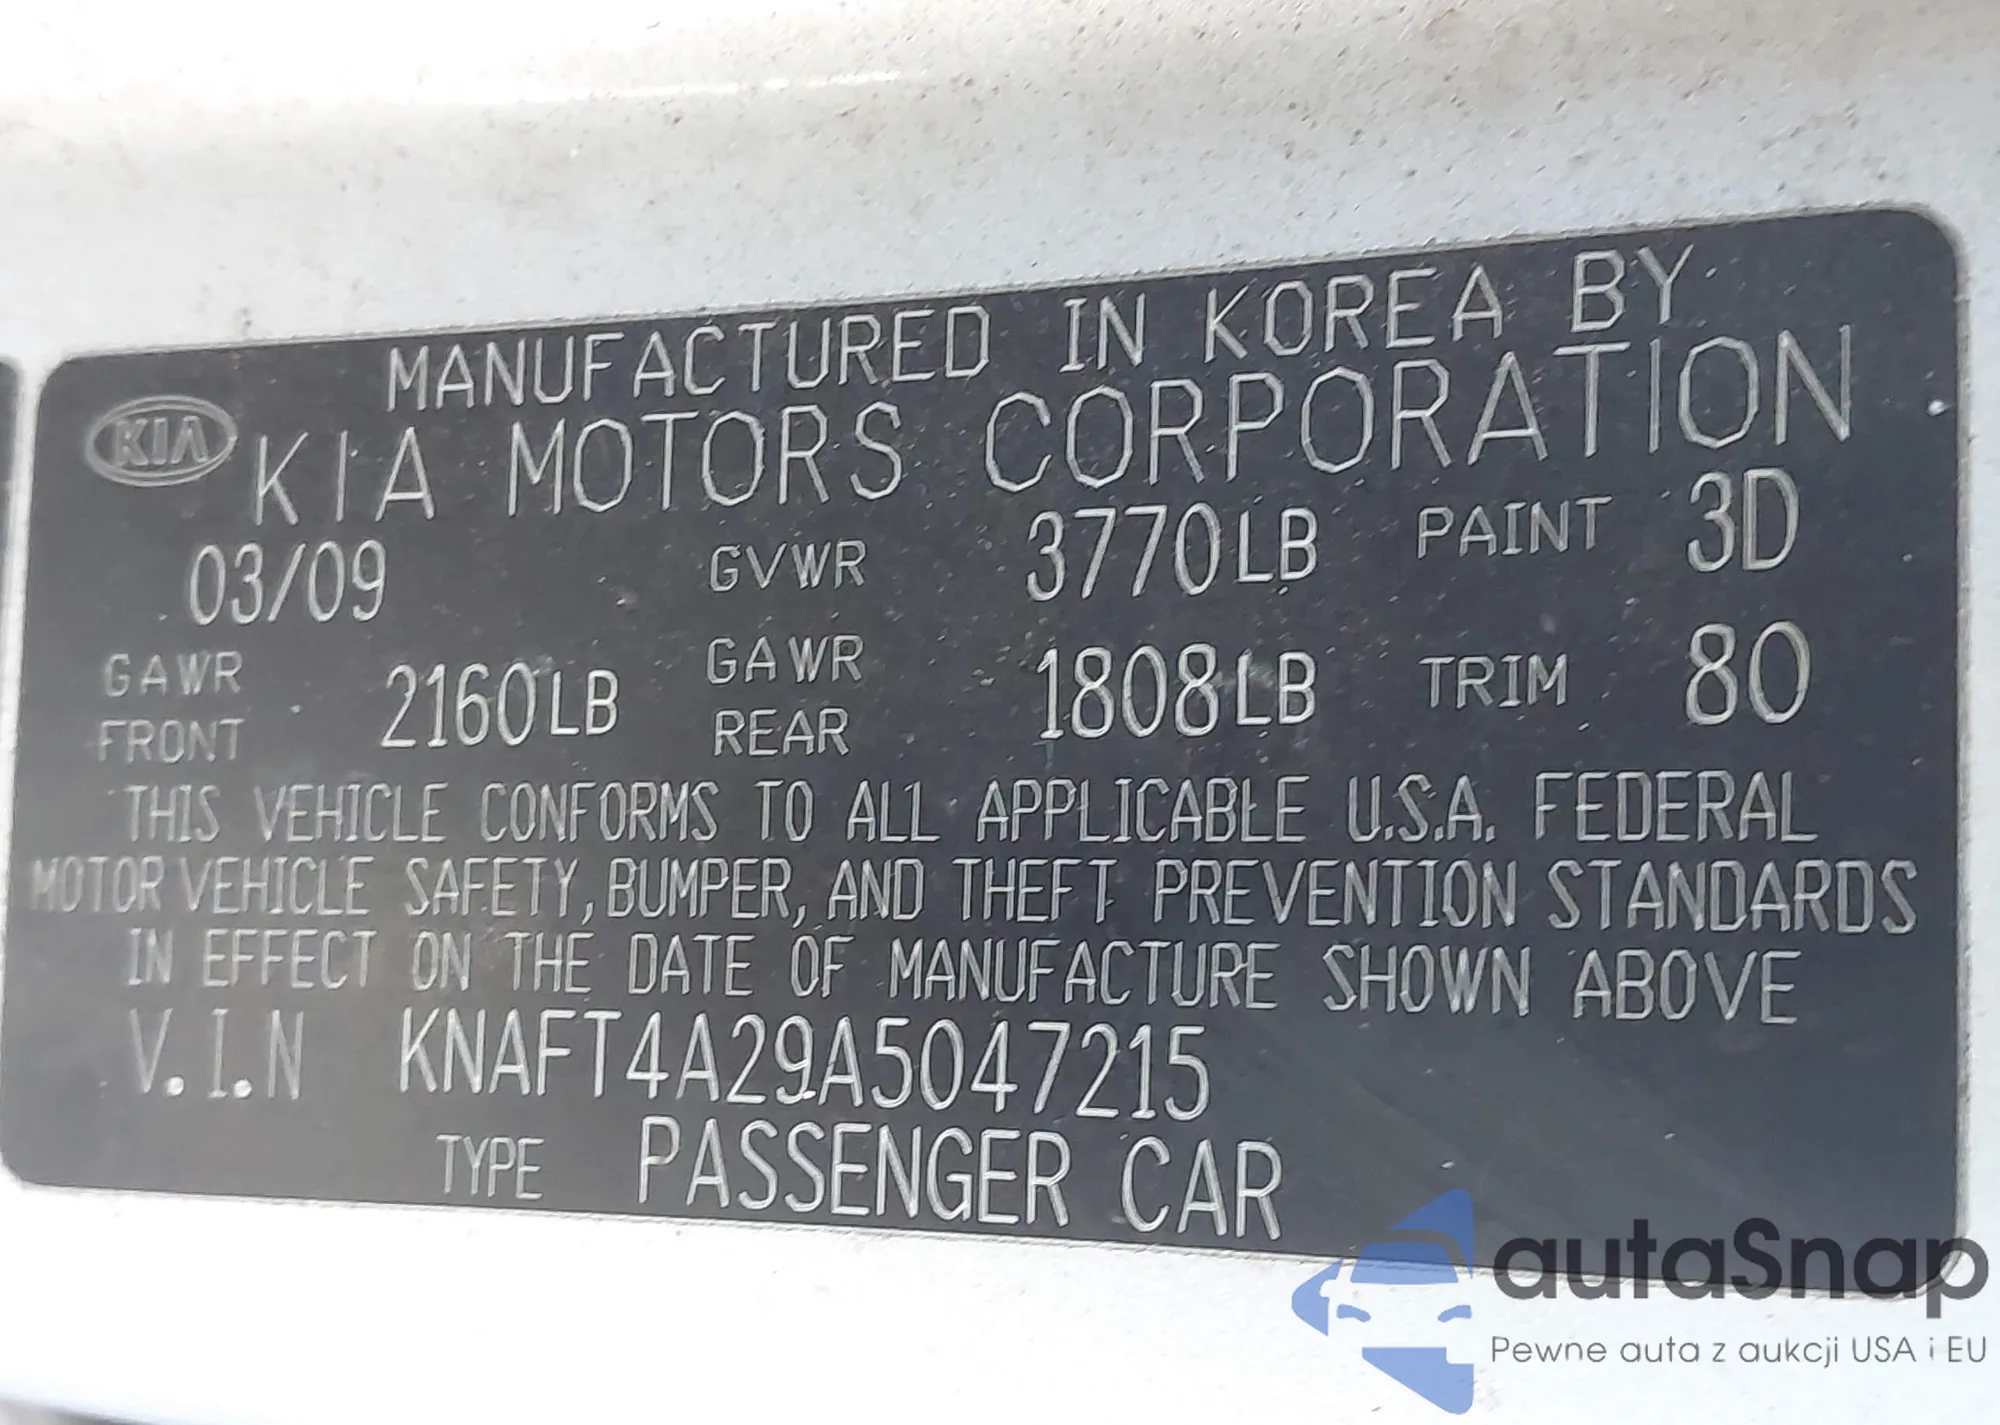 MANUFACTURED IN KOREA BY
KIA KIA MOTORS CORPORATION
03/09 GVWR 3770LB PAINT 3D
GAWR FRONT 2160LB GAWR REAR 1808LB TRIM 80
THIS VEHICLE CONFORMS TO ALL APPLICABLE U.S.A. FEDERAL
MOTOR VEHICLE SAFETY, BUMPER, AND THEFT PREVENTION STANDARDS
IN EFFECT ON THE DATE OF MANUFACTURE SHOWN ABOVE
V.I.N KNAFT4A29A5047215
TYPE PASSENGER CAR
autaSnap
Pewne auta z aukcji USA i EU